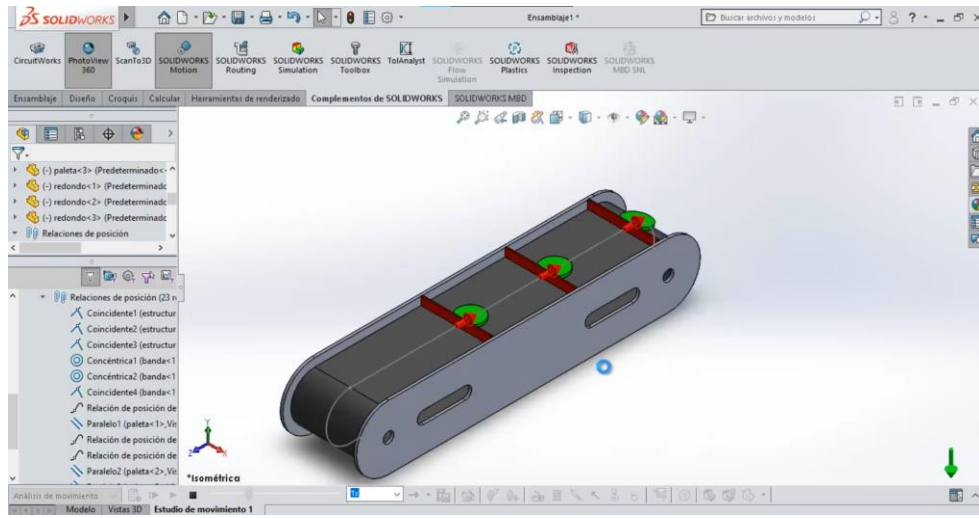 SOLIDWORKS
Ensamblaje1 *
Buscar archivos y modelos
CircuitWorks
PhotoView 360
ScanTo3D
SOLIDWORKS Motion
SOLIDWORKS Routing
SOLIDWORKS Simulation
SOLIDWORKS Toolbox
TolAnalyst
SOLIDWORKS Flow Simulation
SOLIDWORKS Plastics
SOLIDWORKS Inspection
SOLIDWORKS MBD SNL
Ensamblaje Diseño Croquis Calcular Herramientas de renderizado Complementos de SOLIDWORKS SOLIDWORKS MBD
(-) paleta<3> (Predeterminado<
(-) redondo<1> (Predeterminado
(-) redondo<2> (Predeterminado
(-) redondo<3> (Predeterminado
Relaciones de posición
Relaciones de posición (23 r
Coincidente1 (estructur
Coincidente2 (estructur
Coincidente3 (estructur
Concéntrica1 (banda<1
Concéntrica2 (banda<1
Coincidente4 (banda<1
Relación de posición de
Paralelo1 (paleta<1>,Vis
Relación de posición de
Relación de posición de
Paralelo2 (paleta<2>,Vis
Y
Z
X
*Isométrica
Análisis de movimiento
1x
Modelo Vistas 3D Estudio de movimiento 1